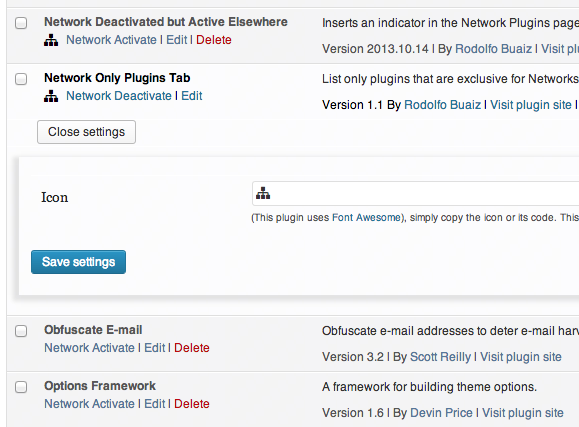 Network Deactivated but Active Elsewhere
Inserts an indicator in the Network Plugins page
Network Activate | Edit | Delete
Version 2013.10.14 | By Rodolfo Buaiz | Visit pl
Network Only Plugins Tab
List only plugins that are exclusive for Networks
Network Deactivate | Edit
Version 1.1 By Rodolfo Buaiz | Visit plugin site |
Close settings
Icon
(This plugin uses Font Awesome), simply copy the icon or its code. This
Save settings
Obfuscate E-mail
Obfuscate e-mail addresses to deter e-mail har
Network Activate | Edit | Delete
Version 3.2 | By Scott Reilly | Visit plugin site
Options Framework
A framework for building theme options.
Network Activate | Edit | Delete
Version 1.6 | By Devin Price | Visit plugin site